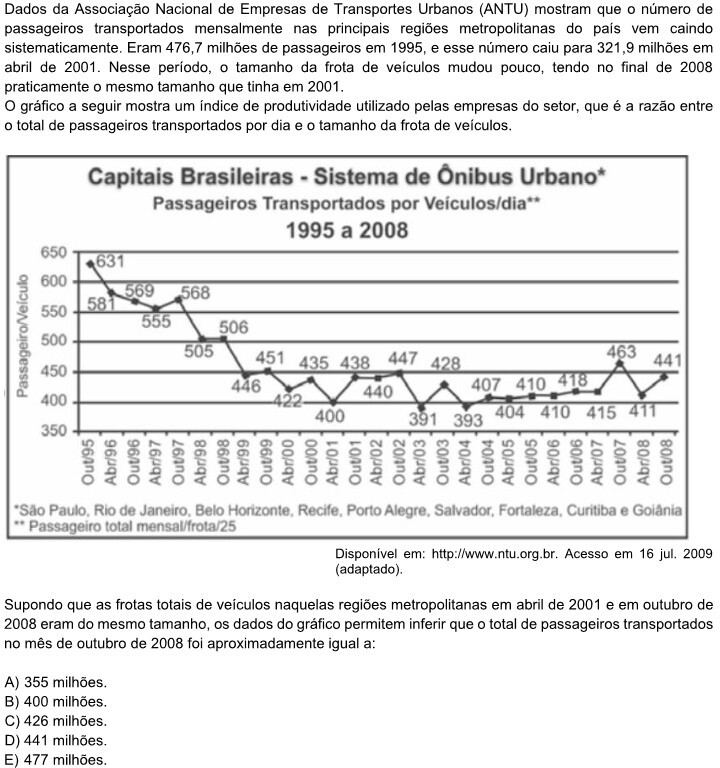 Dados da Associação Nacional de Empresas de Transportes Urbanos (ANTU) mostram que o número de
passageiros transportados mensalmente nas principais regiões metropolitanas do país vem caindo
sistematicamente. Eram 476,7 milhões de passageiros em 1995, e esse número caiu para 321,9 milhões em
abril de 2001. Nesse período, o tamanho da frota de veículos mudou pouco, tendo no final de 2008
praticamente o mesmo tamanho que tinha em 2001.
O gráfico a seguir mostra um índice de produtividade utilizado pelas empresas do setor, que é a razão entre
o total de passageiros transportados por dia e o tamanho da frota de veículos.
Capitais Brasileiras - Sistema de Ônibus Urbano*
Passageiros Transportados por Veículos/dia**
1995 a 2008
Passageiro/Veículo
650
600
550
500
450
400
350
631
581
569
555
568
505
506
446
451
422
435
400
438
440
447
391
428
393
407
404
410
410
418
415
463
411
441
Out/95
Abr/96
Out/96
Abr/97
Out/97
Abr/98
Out/98
Abr/99
Out/99
Abr/00
Out/00
Abr/01
Out/01
Abr/02
Out/02
Abr/03
Out/03
Abr/04
Out/04
Abr/05
Out/05
Abr/06
Out/06
Abr/07
Out/07
Abr/08
Out/08
*São Paulo, Rio de Janeiro, Belo Horizonte, Recife, Porto Alegre, Salvador, Fortaleza, Curitiba e Goiânia
** Passageiro total mensal/frota/25
Disponível em: http://www.ntu.org.br. Acesso em 16 jul. 2009
(adaptado).
Supondo que as frotas totais de veículos naquelas regiões metropolitanas em abril de 2001 e em outubro de
2008 eram do mesmo tamanho, os dados do gráfico permitem inferir que o total de passageiros transportados
no mês de outubro de 2008 foi aproximadamente igual a:
A) 355 milhões.
B) 400 milhões.
C) 426 milhões.
D) 441 milhões.
E) 477 milhões.